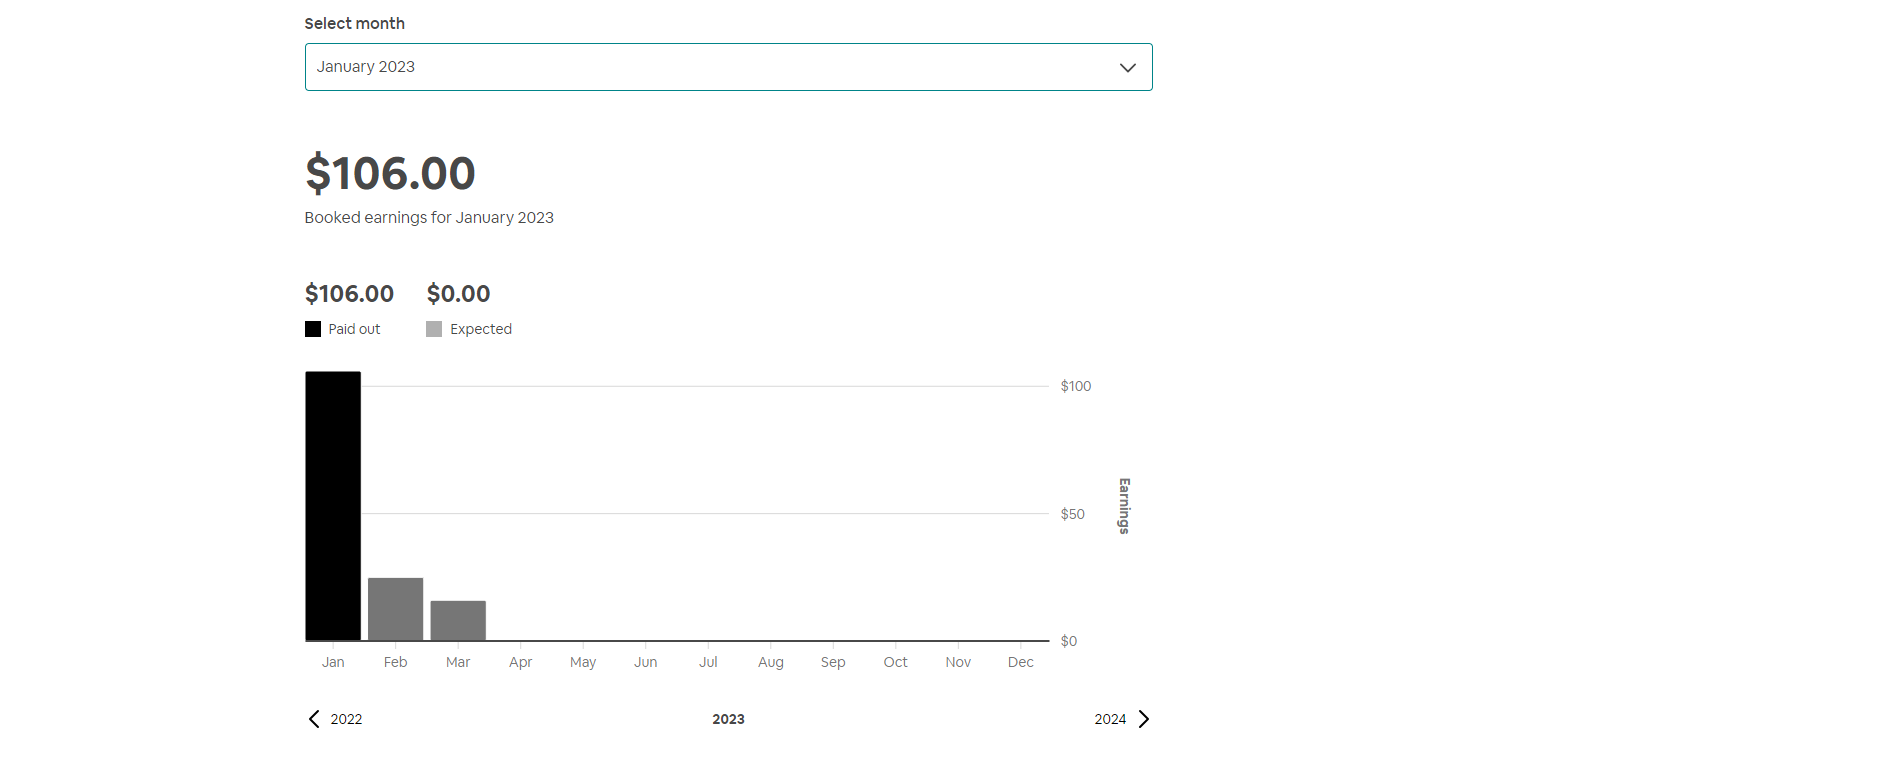 Select month
January 2023
$106.00
Booked earnings for January 2023
$106.00 $0.00
Paid out Expected
$100
$50
Earnings
$0
Jan Feb Mar Apr May Jun Jul Aug Sep Oct Nov Dec
2022 2023 2024